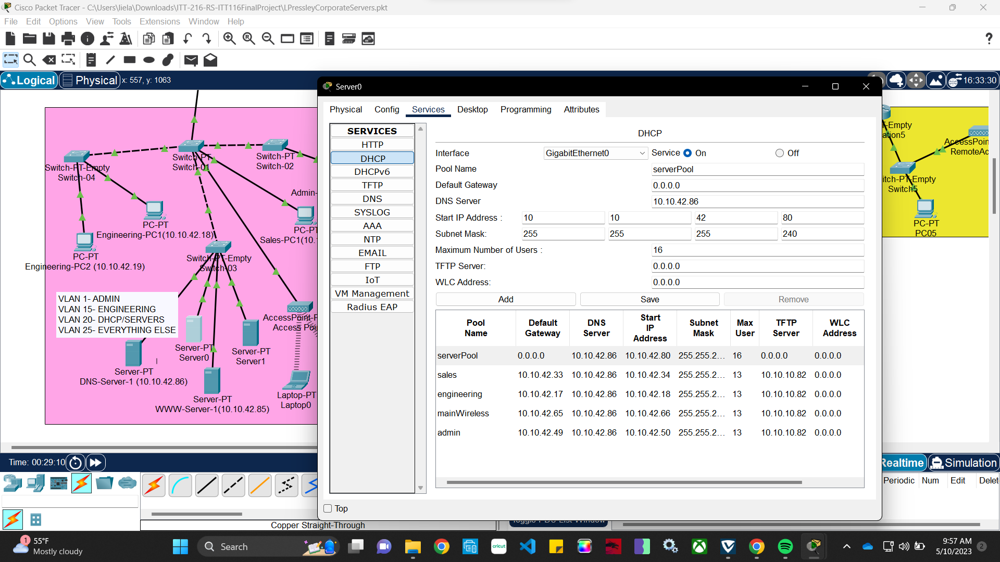 Cisco Packet Tracer - C:\Users\liela\Downloads\ITT-216-RS-ITT116FinalProject\LPressleyCorporateServers.pkt
File Edit Options View Tools Extensions Window Help
Logical Physical x: 557, y: 1063
16:33:30
Server0
Physical Config Services Desktop Programming Attributes
SERVICES
HTTP
DHCP
DHCPv6
TFTP
DNS
SYSLOG
AAA
NTP
EMAIL
FTP
IoT
VM Management
Radius EAP
DHCP
Interface GigabitEthernet0 Service On Off
Pool Name serverPool
Default Gateway 0.0.0.0
DNS Server 10.10.42.86
Start IP Address : 10 10 42 80
Subnet Mask: 255 255 255 240
Maximum Number of Users : 16
TFTP Server: 0.0.0.0
WLC Address: 0.0.0.0
Add Save Remove
Pool Name Default Gateway DNS Server Start IP Address Subnet Mask Max User TFTP Server WLC Address
serverPool 0.0.0.0 10.10.42.86 10.10.42.80 255.255.2... 16 0.0.0.0 0.0.0.0
sales 10.10.42.33 10.10.42.86 10.10.42.34 255.255.2... 13 10.10.10.82 0.0.0.0
engineering 10.10.42.17 10.10.42.86 10.10.42.18 255.255.2... 13 10.10.10.82 0.0.0.0
mainWireless 10.10.42.65 10.10.42.86 10.10.42.66 255.255.2... 13 10.10.10.82 0.0.0.0
admin 10.10.42.49 10.10.42.86 10.10.42.50 255.255.2... 13 10.10.10.82 0.0.0.0
Top
Switch-PT-Empty
Switch-04
Switch-PT
Switch-01
Switch-PT
Switch-02
Admin-
PC-PT
Engineering-PC1(10.10.42.18)
PC-PT
Sales-PC1(10.
PC-PT
Engineering-PC2 (10.10.42.19)
Switch-PT-Empty
Switch-03
VLAN 1- ADMIN
VLAN 15- ENGINEERING
VLAN 20- DHCP/SERVERS
VLAN 25- EVERYTHING ELSE
AccessPoint-P
Access Poi
Server-PT
Server0
Server-PT
Server1
Server-PT
DNS-Server-1 (10.10.42.86)
Server-PT
WWW-Server-1(10.10.42.85)
Laptop-PT
Laptop0
T-Empty
ation5
AccessPoin
RemoteAc
itch-PT-Empty
Switch5
PC-PT
PC05
Time: 00:29:10
Realtime Simulation
Periodic Num Edit Delet
Copper Straight-Through
Toggle PDU List Window
1
55°F
Mostly cloudy
Search
cricut
9:57 AM
5/10/2023
2